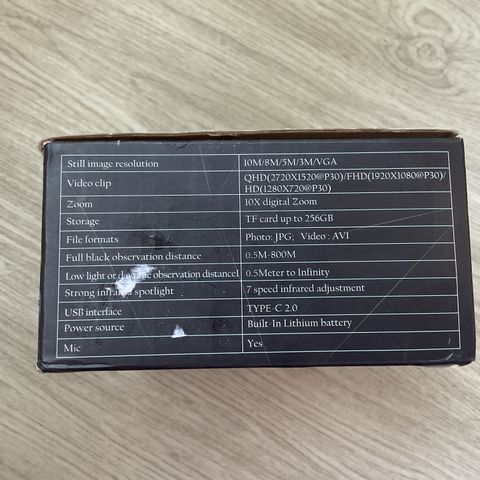 Still image resolution 10M/8M/5M/3M/VGA
Video clip QHD(2720X1520@P30)/FHD(1920X1080@P30)/
HD(1280X720@P30)
Zoom 10X digital Zoom
Storage TF card up to 256GB
File formats Photo: JPG; Video : AVI
Full black observation distance 0.5M-800M
Low light or daytime observation distance 0.5Meter to Infinity
Strong infrared spotlight 7 speed infrared adjustment
USB interface TYPE-C 2.0
Power source Built-In Lithium battery
Mic Yes